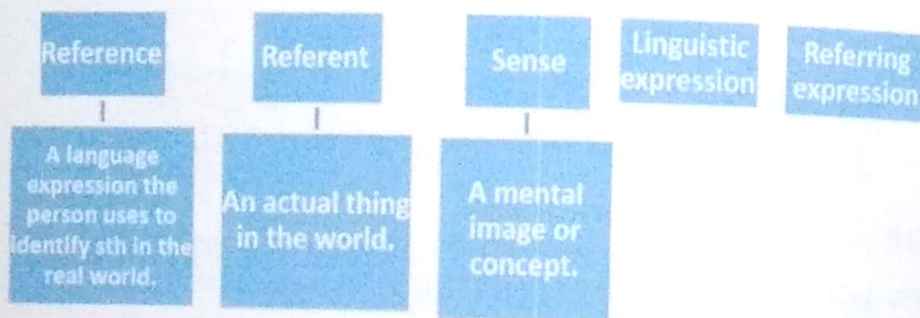 Reference
Referent
Sense
Linguistic
expression
Referring
expression
A language
expression the
person uses to
identify sth in the
real world.
An actual thing
in the world.
A mental
image or
concept.